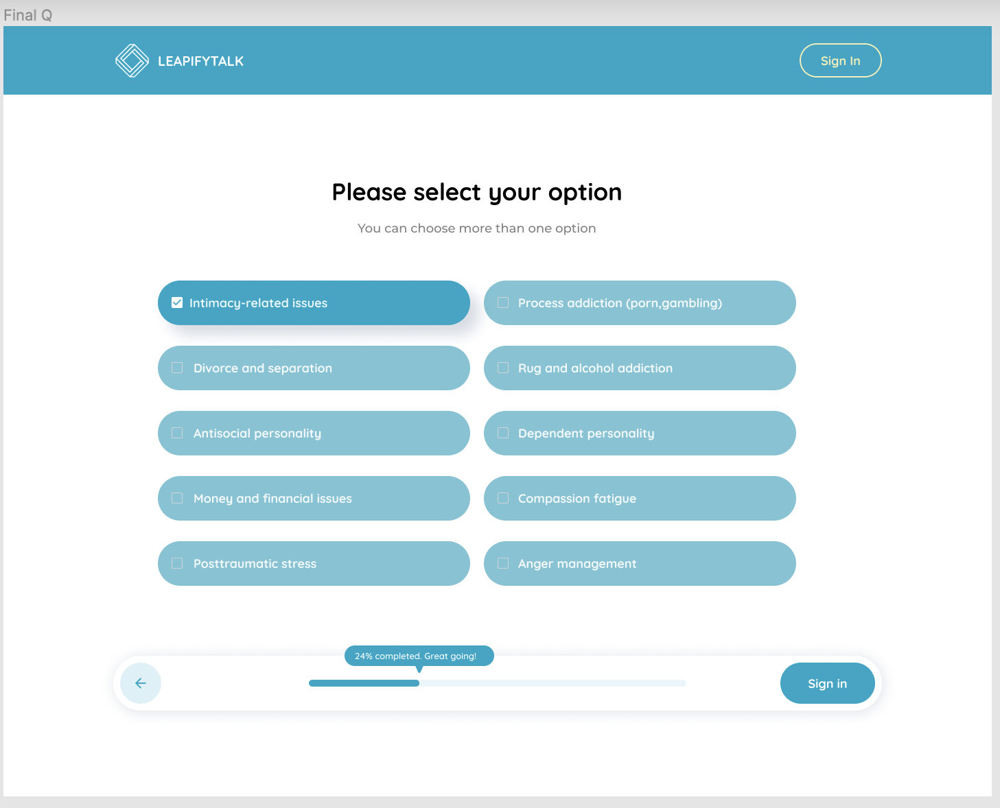 Final Q
LEAPIFYTALK
Sign In
Please select your option
You can choose more than one option
Intimacy-related issues
Process addiction (porn,gambling)
Divorce and separation
Rug and alcohol addiction
Antisocial personality
Dependent personality
Money and financial issues
Compassion fatigue
Posttraumatic stress
Anger management
24% completed. Great going!
Sign in